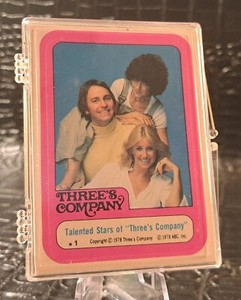 THREE'S
COMPANY
Talented Stars of "Three's Company"
★ 1 Copyright © 1978 Three's Company © 1978 ABC, Inc.